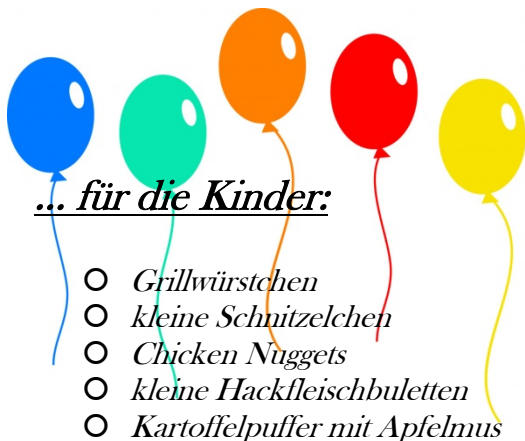 ... für die Kinder:
Grillwürstchen
kleine Schnitzelchen
Chicken Nuggets
kleine Hackfleischbuletten
Kartoffelpuffer mit Apfelmus